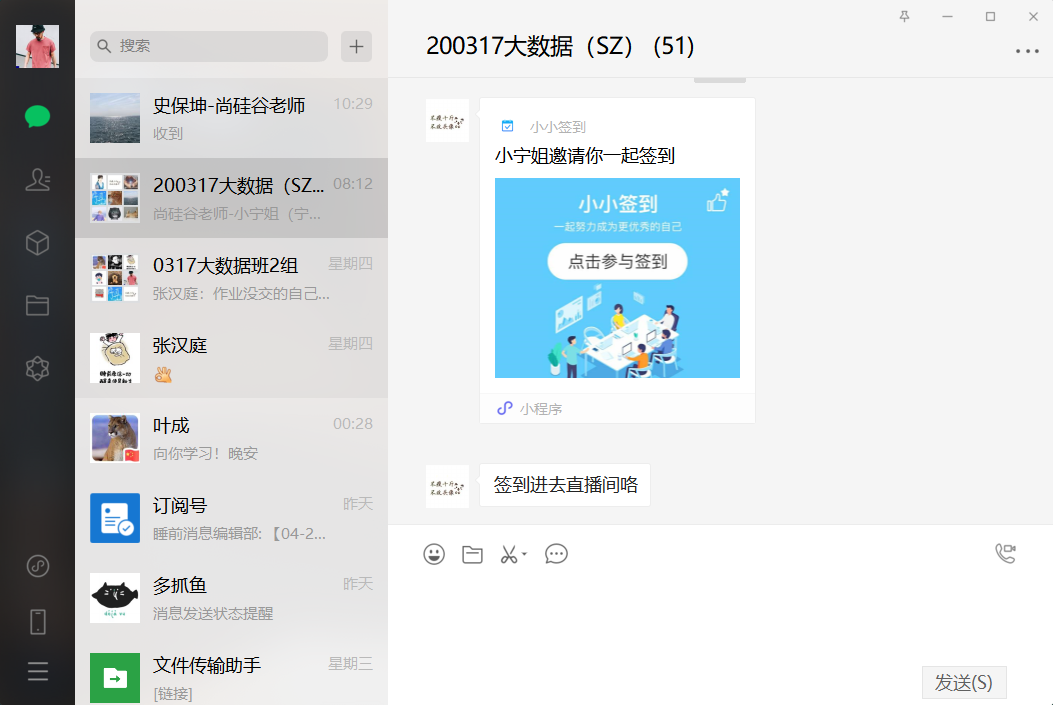 搜索
史保坤-尚硅谷老师
10:29
收到
200317大数据（SZ...
08:12
尚硅谷老师-小宁姐（宁...
0317大数据班2组
星期四
张汉庭：作业没交的自己...
张汉庭
星期四
叶成
00:28
向你学习！晚安
订阅号
昨天
睡前消息编辑部: 【04-2...
多抓鱼
昨天
消息发送状态提醒
文件传输助手
星期三
[链接]
200317大数据（SZ） (51)
小小签到
小宁姐邀请你一起签到
小小签到
一起努力成为更优秀的自己
点击参与签到
小程序
签到进去直播间咯
发送(S)